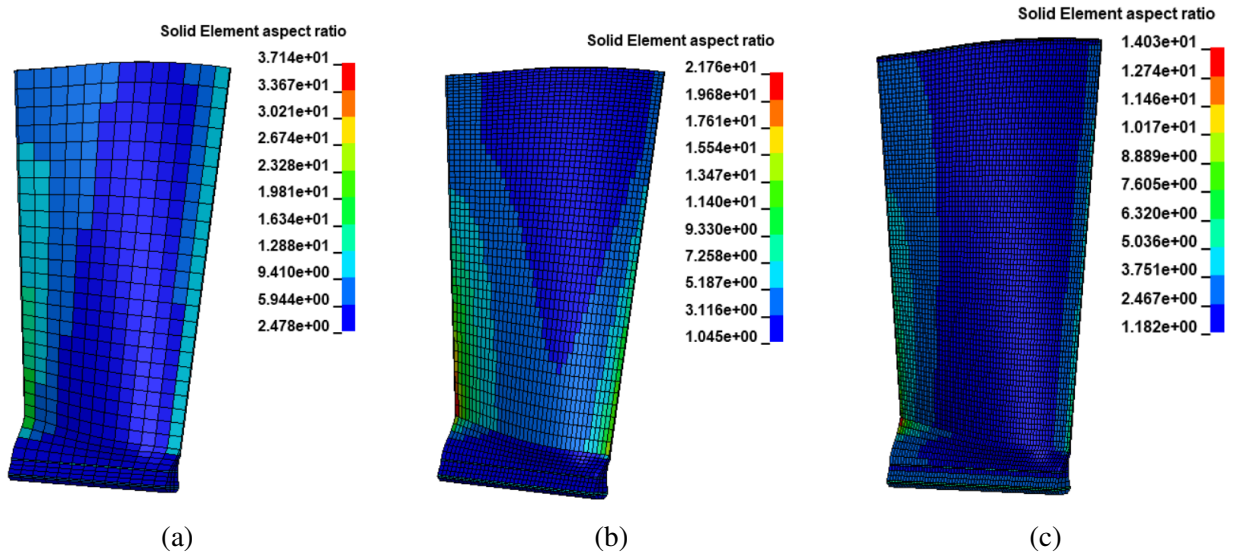 Solid Element aspect ratio
3.714e+01
3.367e+01
3.021e+01
2.674e+01
2.328e+01
1.981e+01
1.634e+01
1.288e+01
9.410e+00
5.944e+00
2.478e+00
(a)
Solid Element aspect ratio
2.176e+01
1.968e+01
1.761e+01
1.554e+01
1.347e+01
1.140e+01
9.330e+00
7.258e+00
5.187e+00
3.116e+00
1.045e+00
(b)
Solid Element aspect ratio
1.403e+01
1.274e+01
1.146e+01
1.017e+01
8.889e+00
7.605e+00
6.320e+00
5.036e+00
3.751e+00
2.467e+00
1.182e+00
(c)